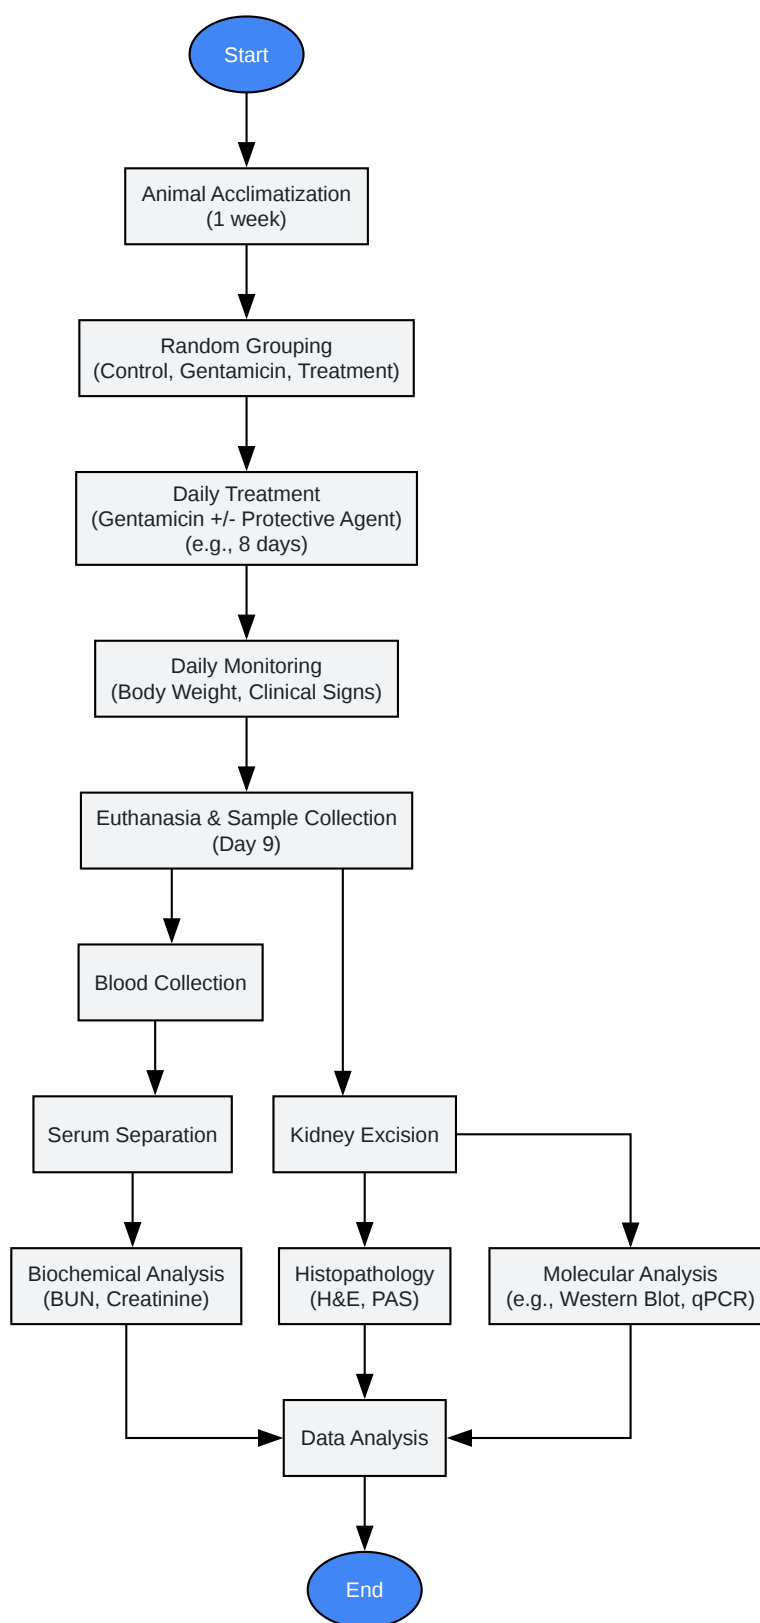 Start
Animal Acclimatization
(1 week)
Random Grouping
(Control, Gentamicin, Treatment)
Daily Treatment
(Gentamicin +/- Protective Agent)
(e.g., 8 days)
Daily Monitoring
(Body Weight, Clinical Signs)
Euthanasia & Sample Collection
(Day 9)
Blood Collection
Serum Separation
Kidney Excision
Biochemical Analysis
(BUN, Creatinine)
Histopathology
(H&E, PAS)
Molecular Analysis
(e.g., Western Blot, qPCR)
Data Analysis
End